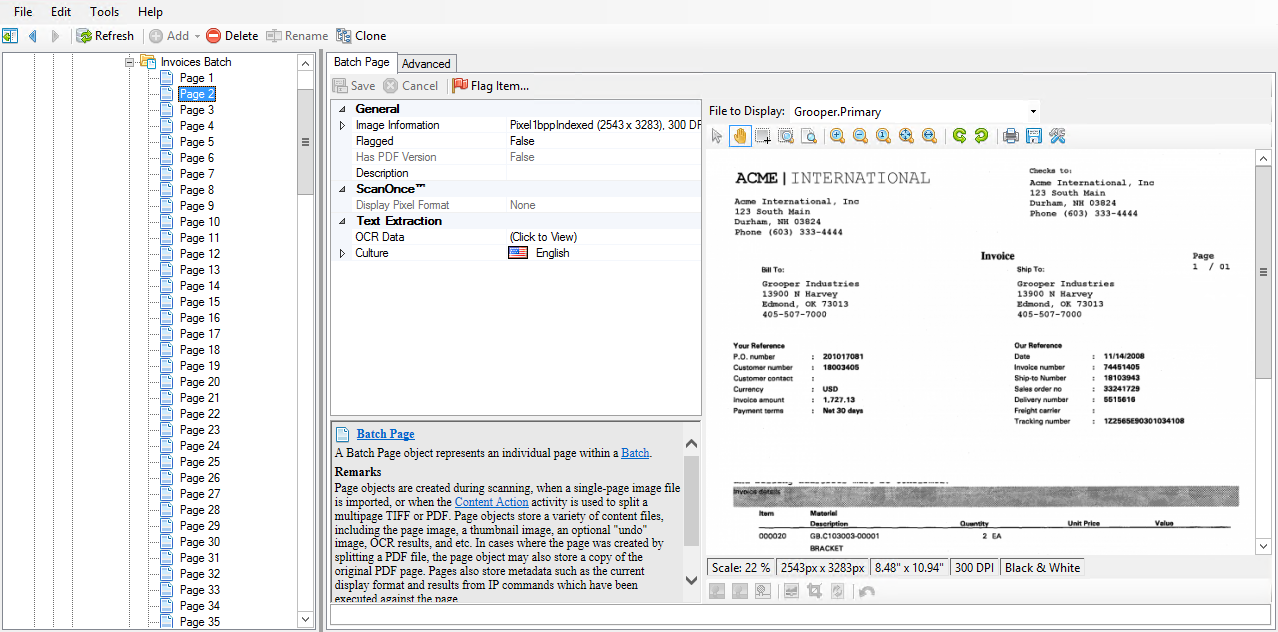 File Edit Tools Help
Refresh Add Delete Rename Clone
Invoices Batch
Page 1
Page 2
Page 3
Page 4
Page 5
Page 6
Page 7
Page 8
Page 9
Page 10
Page 11
Page 12
Page 13
Page 14
Page 15
Page 16
Page 17
Page 18
Page 19
Page 20
Page 21
Page 22
Page 23
Page 24
Page 25
Page 26
Page 27
Page 28
Page 29
Page 30
Page 31
Page 32
Page 33
Page 34
Page 35
Batch Page Advanced
Save Cancel Flag Item...
General
Image Information Pixel1bppIndexed (2543 x 3283), 300 DP
Flagged False
Has PDF Version False
Description
ScanOnce™
Display Pixel Format None
Text Extraction
OCR Data (Click to View)
Culture English
Batch Page
A Batch Page object represents an individual page within a Batch.
Remarks
Page objects are created during scanning, when a single-page image file
is imported, or when the Content Action activity is used to split a
multipage TIFF or PDF. Page objects store a variety of content files,
including the page image, a thumbnail image, an optional "undo"
image, OCR results, and etc. In cases where the page was created by
splitting a PDF file, the page object may also store a copy of the
original PDF page. Pages also store metadata such as the current
display format and results from IP commands which have been
executed against the page.
File to Display: Grooper.Primary
ACME | INTERNATIONAL
Acme International, Inc
123 South Main
Durham, NH 03824
Phone (603) 333-4444
Checks to:
Acme International, Inc
123 South Main
Durham, NH 03824
Phone (603) 333-4444
Invoice
Page
1 / 01
Bill To:
Grooper Industries
13900 N Harvey
Edmond, OK 73013
405-507-7000
Ship To:
Grooper Industries
13900 N Harvey
Edmond, OK 73013
405-507-7000
Your Reference
P.O. number : 201017081
Customer number : 18003405
Customer contact :
Currency : USD
Invoice amount : 1,727.13
Payment terms : Net 30 days
Our Reference
Date : 11/14/2008
Invoice number : 74451405
Ship-to Number : 18103943
Sales order no : 33241729
Delivery number : 5515616
Freight carrier :
Tracking number : 1Z2565E90301034108
Invoice details
Item Material
Description Quantity Unit Price Value
000020 GB.C103003-00001 2 EA
BRACKET
Scale: 22 % 2543px x 3283px 8.48" x 10.94" 300 DPI Black & White